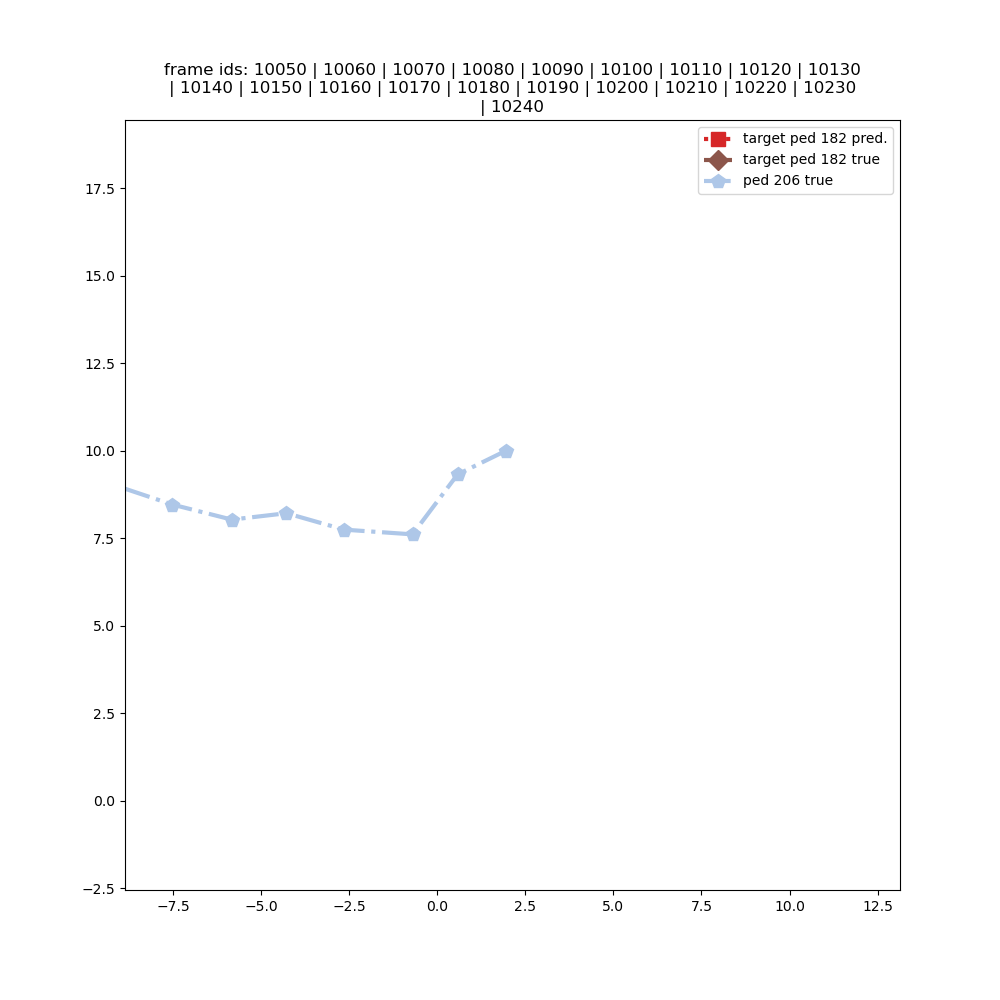 frame ids: 10050 | 10060 | 10070 | 10080 | 10090 | 10100 | 10110 | 10120 | 10130
| 10140 | 10150 | 10160 | 10170 | 10180 | 10190 | 10200 | 10210 | 10220 | 10230
| 10240
target ped 182 pred.
target ped 182 true
ped 206 true
17.5
15.0
12.5
10.0
7.5
5.0
2.5
0.0
−2.5
−7.5 −5.0 −2.5 0.0 2.5 5.0 7.5 10.0 12.5